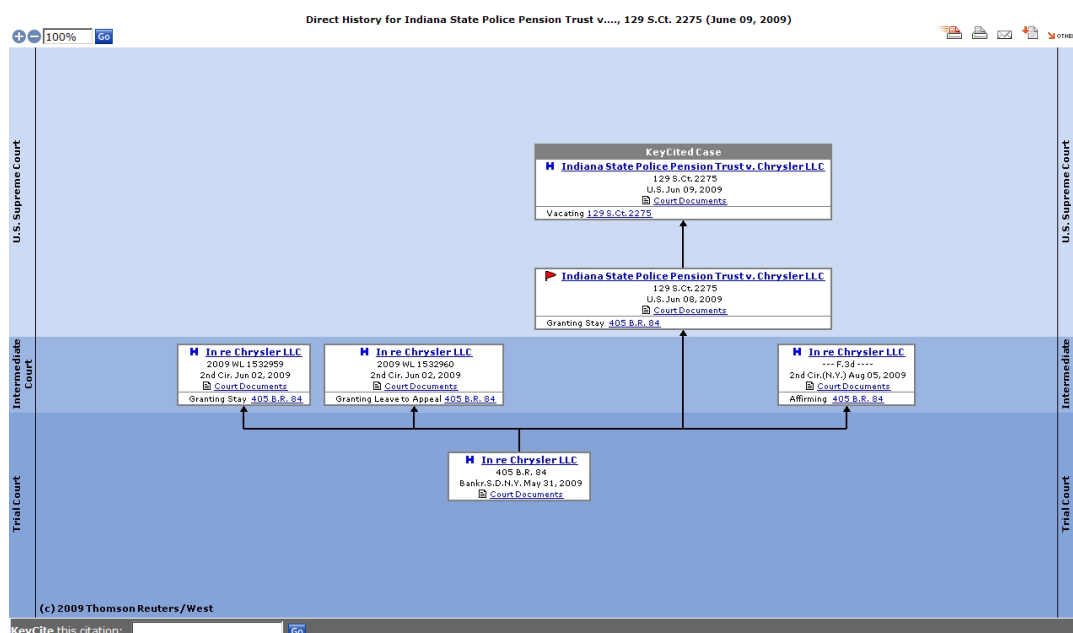 Direct History for Indiana State Police Pension Trust v...., 129 S.Ct. 2275 (June 09, 2009)
100% Go
OTHE
U.S. Supreme Court
U.S. Supreme Court
KeyCited Case
H Indiana State Police Pension Trust v. Chrysler LLC
129 S.Ct. 2275
U.S. Jun 09, 2009
Court Documents
Vacating 129 S.Ct. 2275
Indiana State Police Pension Trust v. Chrysler LLC
129 S.Ct. 2275
U.S. Jun 08, 2009
Court Documents
Granting Stay 405 B.R. 84
Intermediate
Court
Intermediate
H In re Chrysler LLC
2009 WL 1532959
2nd Cir. Jun 02, 2009
Court Documents
Granting Stay 405 B.R. 84
H In re Chrysler LLC
2009 WL 1532960
2nd Cir. Jun 02, 2009
Court Documents
Granting Leave to Appeal 405 B.R. 84
H In re Chrysler LLC
--- F.3d ----
2nd Cir.(N.Y.) Aug 05, 2009
Court Documents
Affirming 405 B.R. 84
Trial Court
Trial Court
H In re Chrysler LLC
405 B.R. 84
Bankr.S.D.N.Y. May 31, 2009
Court Documents
(c) 2009 Thomson Reuters/West
KeyCite this citation: Go